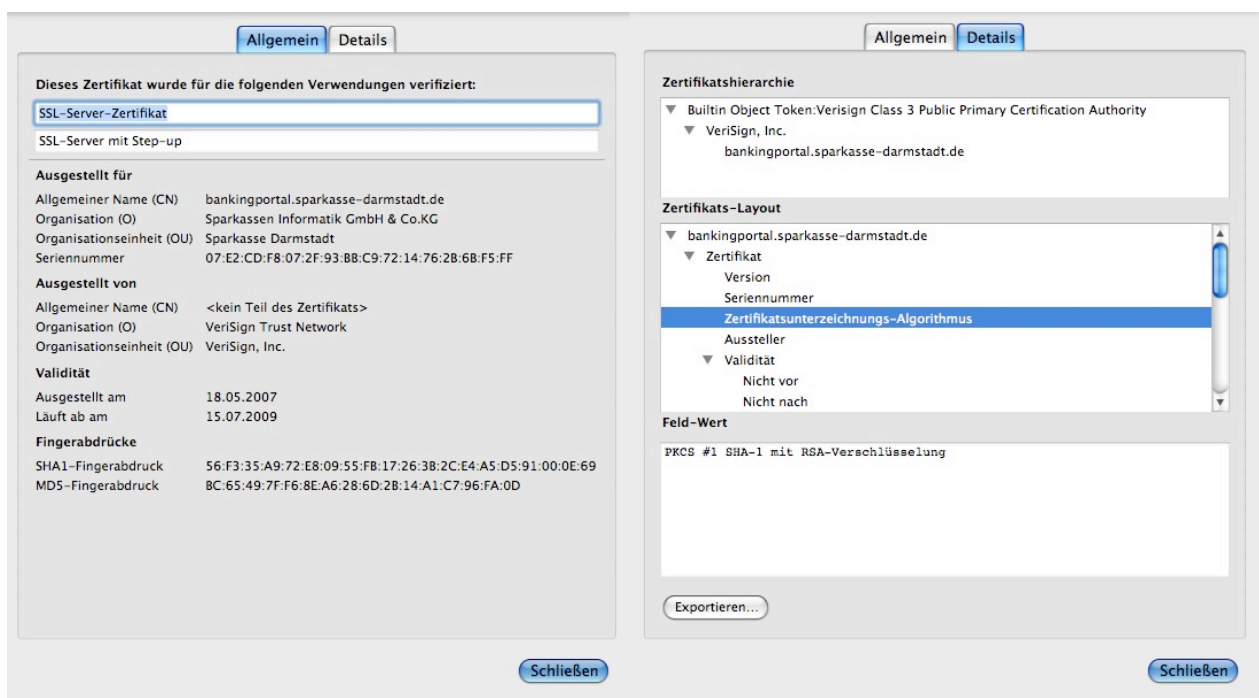 Allgemein Details
Dieses Zertifikat wurde für die folgenden Verwendungen verifiziert:
SSL-Server-Zertifikat
SSL-Server mit Step-up
Ausgestellt für
Allgemeiner Name (CN) bankingportal.sparkasse-darmstadt.de
Organisation (O) Sparkassen Informatik GmbH & Co.KG
Organisationseinheit (OU) Sparkasse Darmstadt
Seriennummer 07:E2:CD:F8:07:2F:93:BB:C9:72:14:76:2B:6B:F5:FF
Ausgestellt von
Allgemeiner Name (CN) <kein Teil des Zertifikats>
Organisation (O) VeriSign Trust Network
Organisationseinheit (OU) VeriSign, Inc.
Validität
Ausgestellt am 18.05.2007
Läuft ab am 15.07.2009
Fingerabdrücke
SHA1-Fingerabdruck 56:F3:35:A9:72:E8:09:55:FB:17:26:3B:2C:E4:A5:D5:91:00:0E:69
MD5-Fingerabdruck BC:65:49:7F:F6:8E:A6:28:6D:2B:14:A1:C7:96:FA:0D
Schließen
Allgemein Details
Zertifikatshierarchie
Builtin Object Token:Verisign Class 3 Public Primary Certification Authority
VeriSign, Inc.
bankingportal.sparkasse-darmstadt.de
Zertifikats-Layout
bankingportal.sparkasse-darmstadt.de
Zertifikat
Version
Seriennummer
Zertifikatsunterzeichnungs-Algorithmus
Aussteller
Validität
Nicht vor
Nicht nach
Feld-Wert
PKCS #1 SHA-1 mit RSA-Verschlüsselung
Exportieren...
Schließen